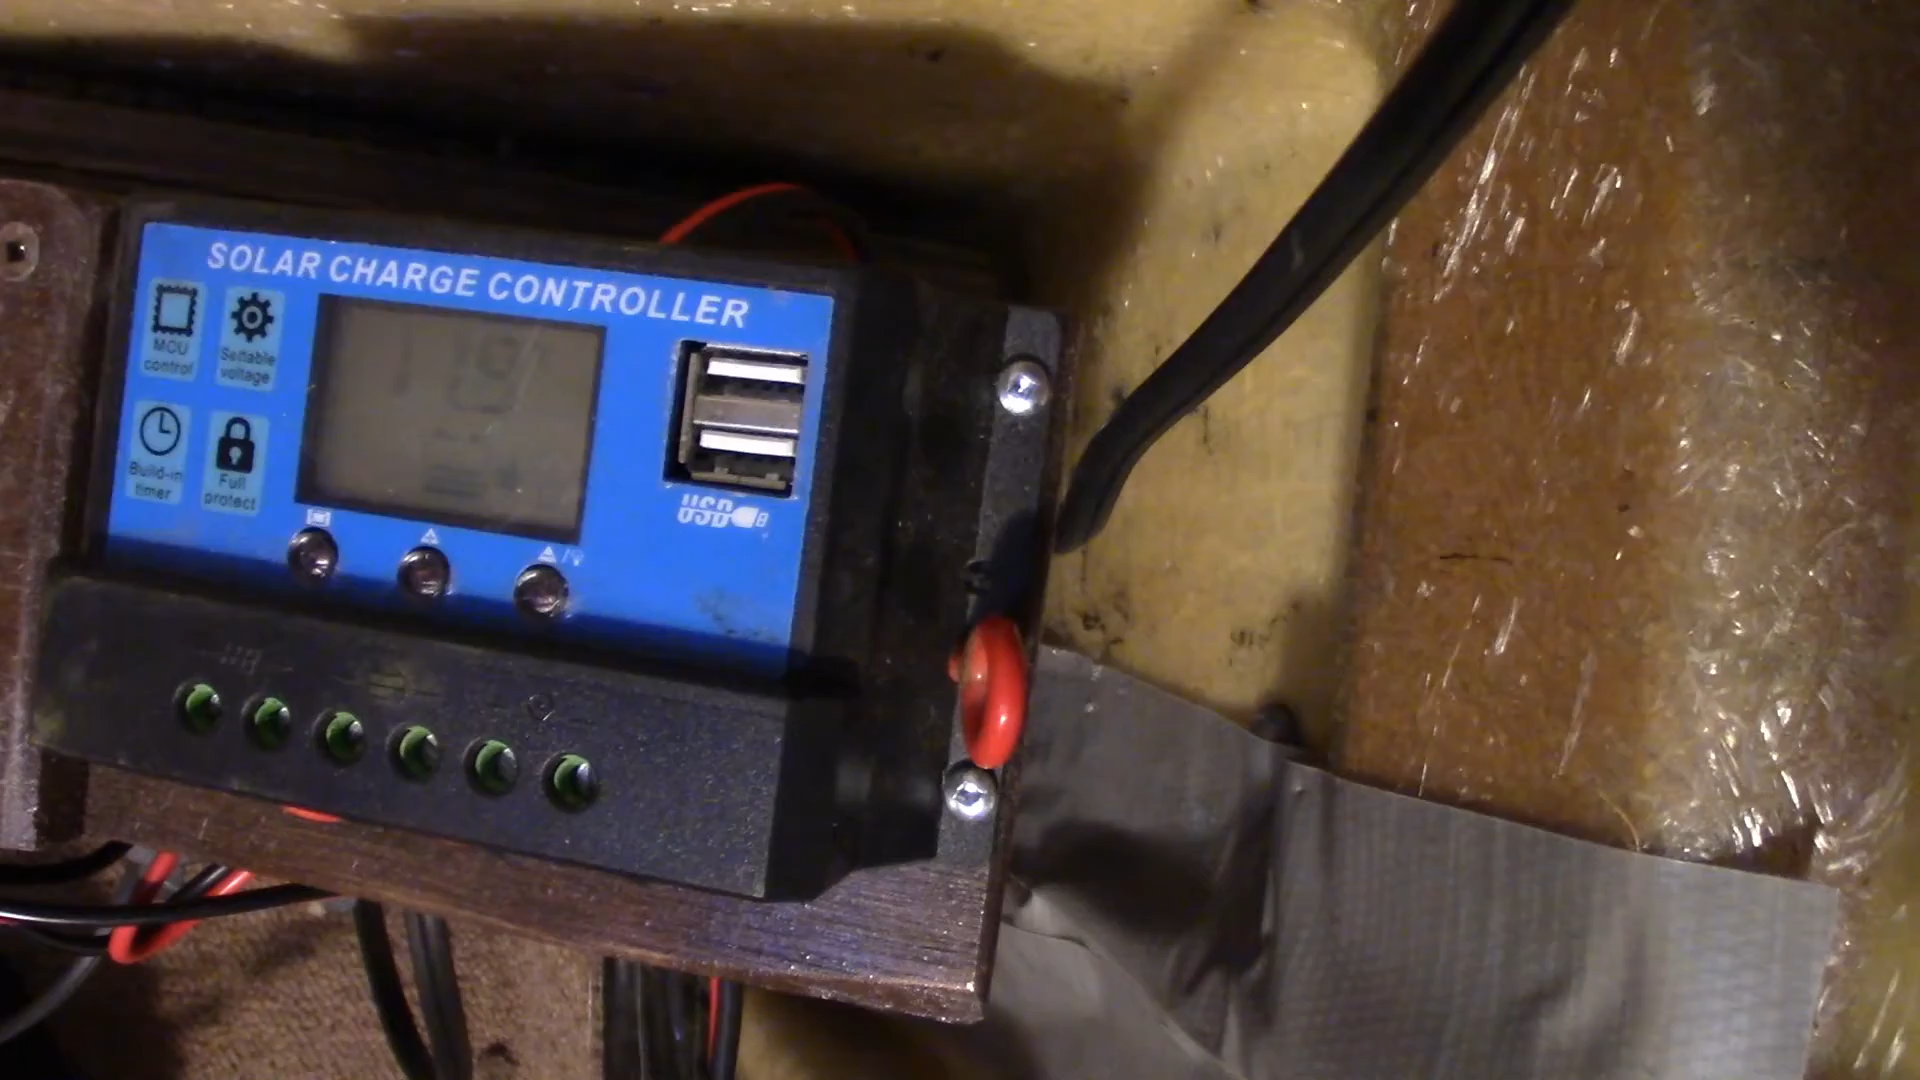 SOLAR CHARGE CONTROLLER
MCU
control
Settable
voltage
Build-in
timer
Full
protect
USB